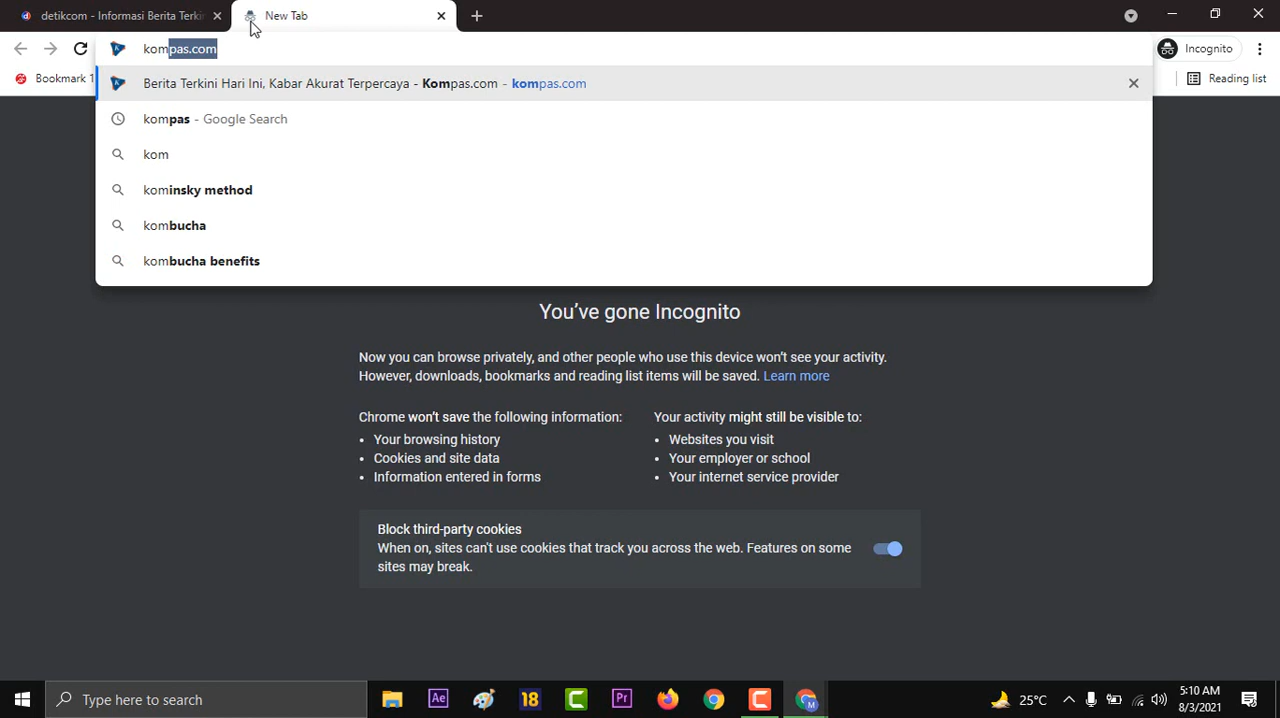 detikcom - Informasi Berita Terkin
New Tab
kompas.com
Incognito
Bookmark 1
Reading list
Berita Terkini Hari Ini, Kabar Akurat Terpercaya - Kompas.com - kompas.com
kompas - Google Search
kom
kominsky method
kombucha
kombucha benefits
You've gone Incognito
Now you can browse privately, and other people who use this device won't see your activity.
However, downloads, bookmarks and reading list items will be saved. Learn more
Chrome won't save the following information:
• Your browsing history
• Cookies and site data
• Information entered in forms
Your activity might still be visible to:
• Websites you visit
• Your employer or school
• Your internet service provider
Block third-party cookies
When on, sites can't use cookies that track you across the web. Features on some
sites may break.
Type here to search
Ae
18
C
Pr
C
M
25°C
5:10 AM
8/3/2021